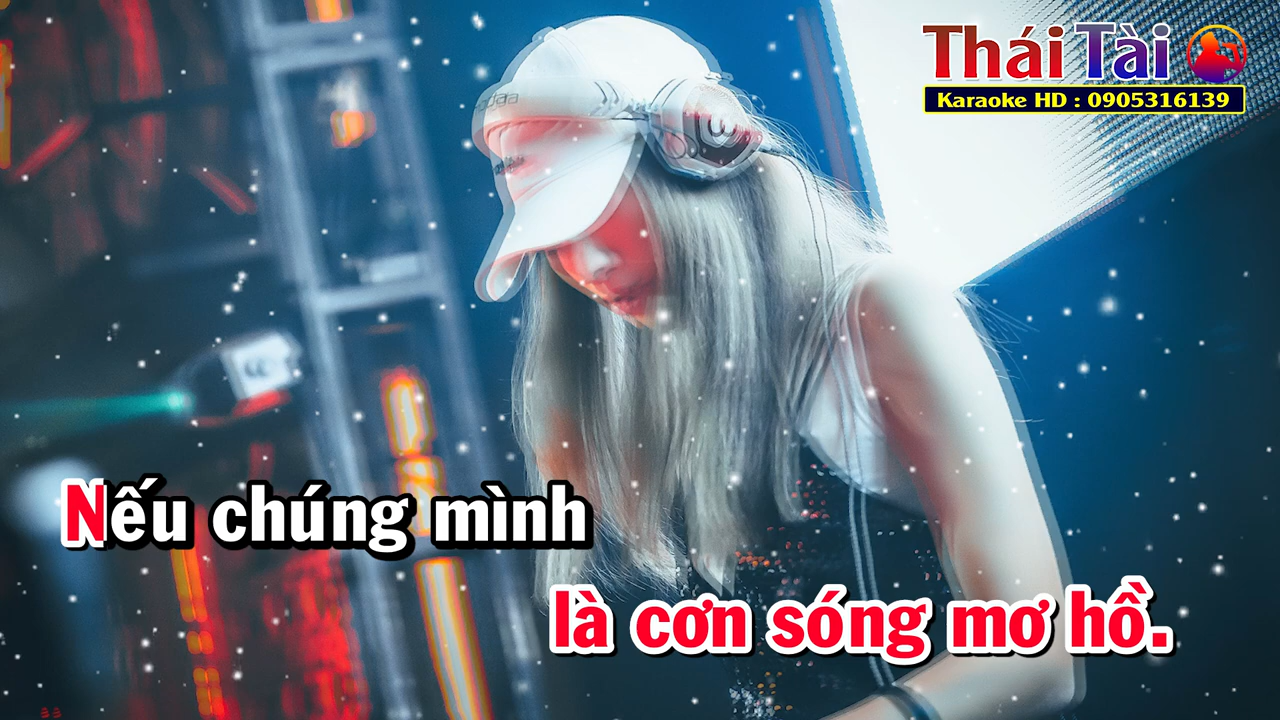 Thái Tài
Karaoke HD : 0905316139
Nếu chúng mình
là cơn sóng mơ hồ.